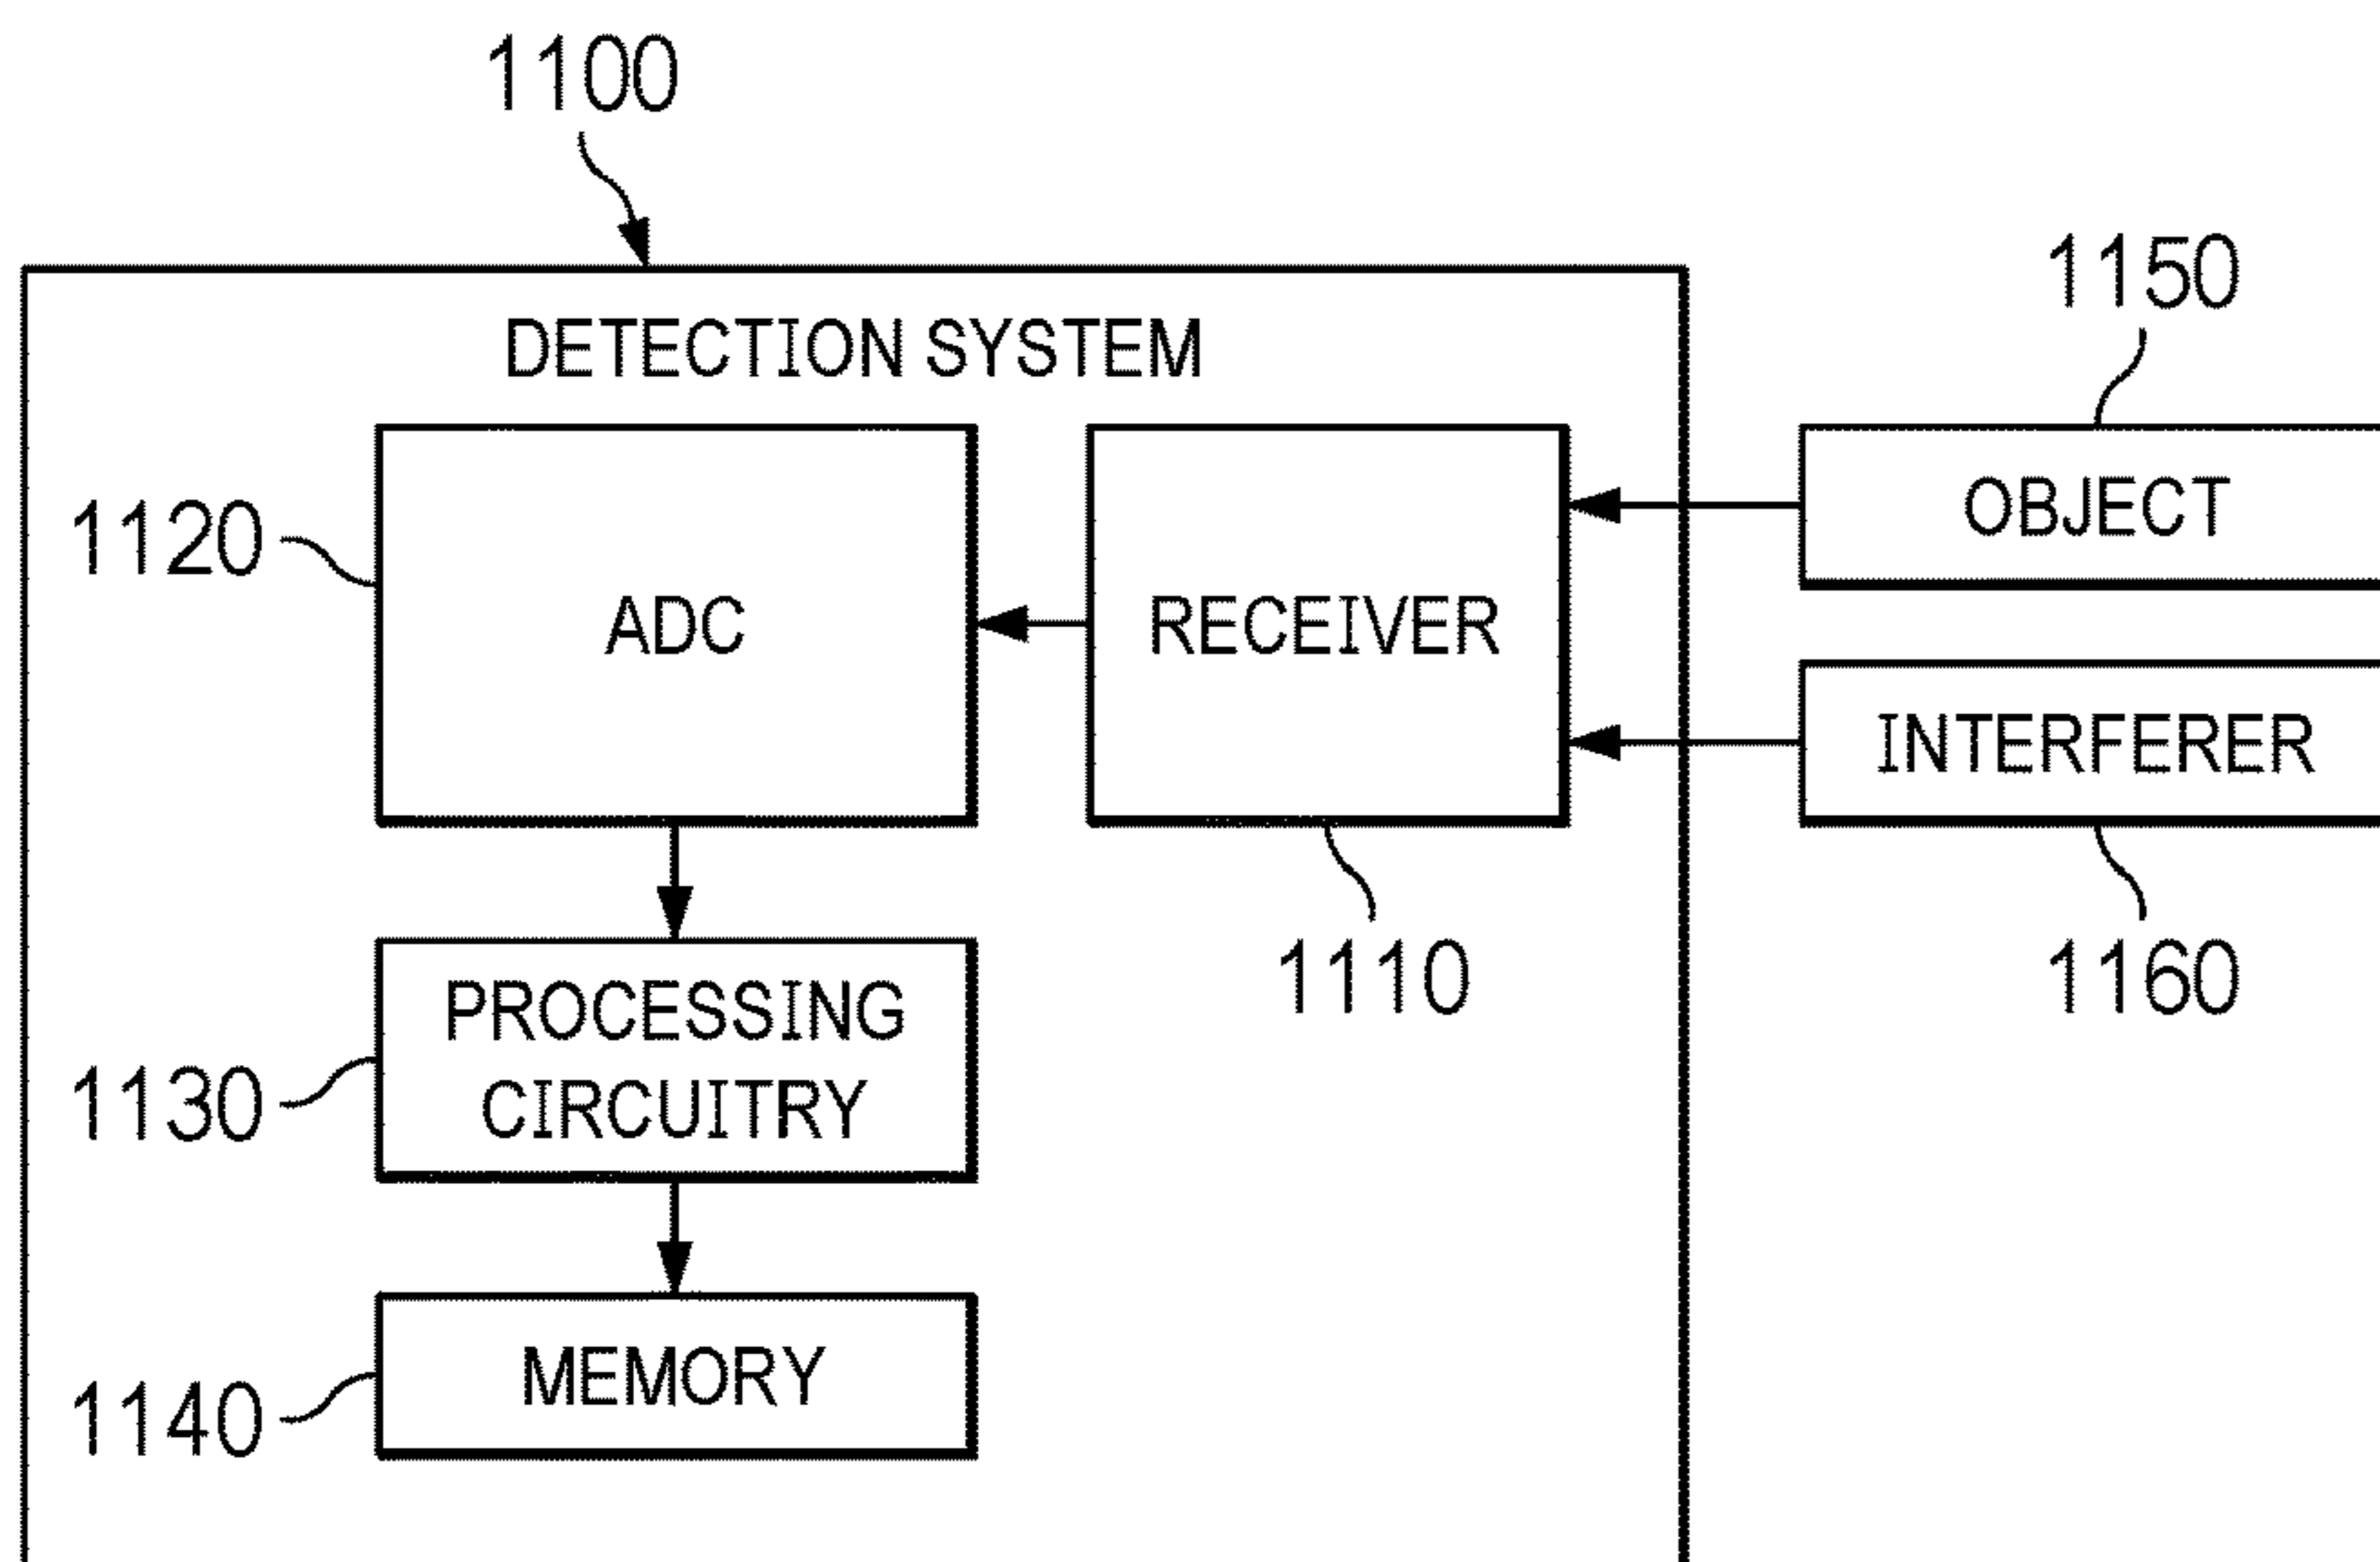 1100
1150
DETECTION SYSTEM
OBJECT
1120
ADC
RECEIVER
INTERFERER
PROCESSING
CIRCUITRY
1110
1160
1130
MEMORY
1140